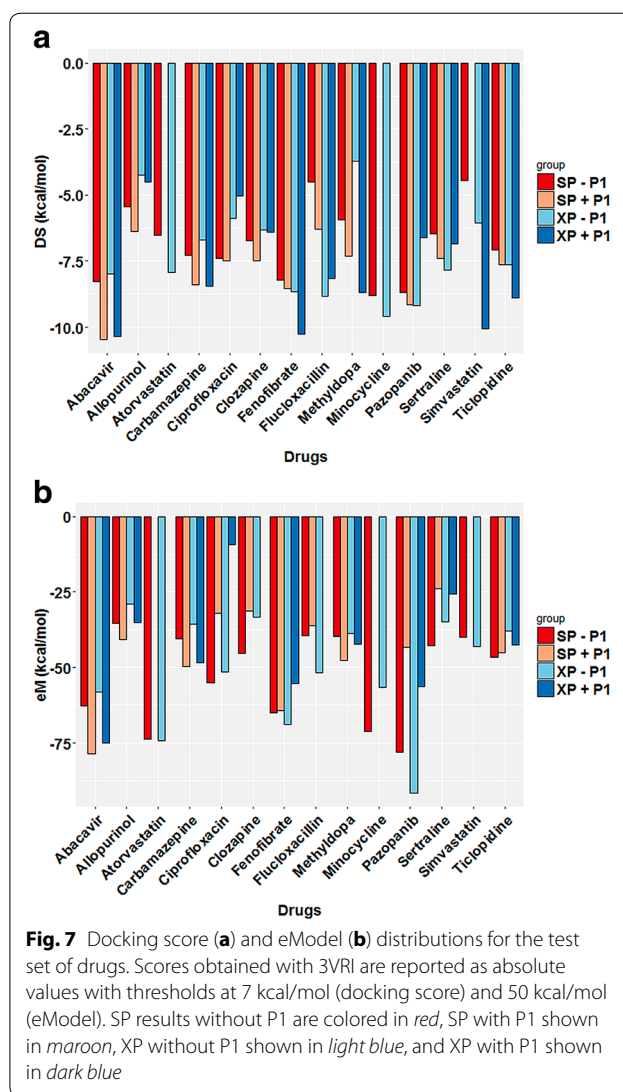 a
0.0
-2.5
-5.0
-7.5
-10.0
DS (kcal/mol)
group
SP - P1
SP + P1
XP - P1
XP + P1
Abacavir
Allopurinol
Atorvastatin
Carbamazepine
Ciprofloxacin
Clozapine
Fenofibrate
Flucloxacillin
Methyldopa
Minocycline
Pazopanib
Sertraline
Simvastatin
Ticlopidine
Drugs
b
0
-25
-50
-75
eM (kcal/mol)
group
SP - P1
SP + P1
XP - P1
XP + P1
Abacavir
Allopurinol
Atorvastatin
Carbamazepine
Ciprofloxacin
Clozapine
Fenofibrate
Flucloxacillin
Methyldopa
Minocycline
Pazopanib
Sertraline
Simvastatin
Ticlopidine
Drugs
Fig. 7 Docking score (a) and eModel (b) distributions for the test
set of drugs. Scores obtained with 3VRI are reported as absolute
values with thresholds at 7 kcal/mol (docking score) and 50 kcal/mol
(eModel). SP results without P1 are colored in red, SP with P1 shown
in maroon, XP without P1 shown in light blue, and XP with P1 shown
in dark blue